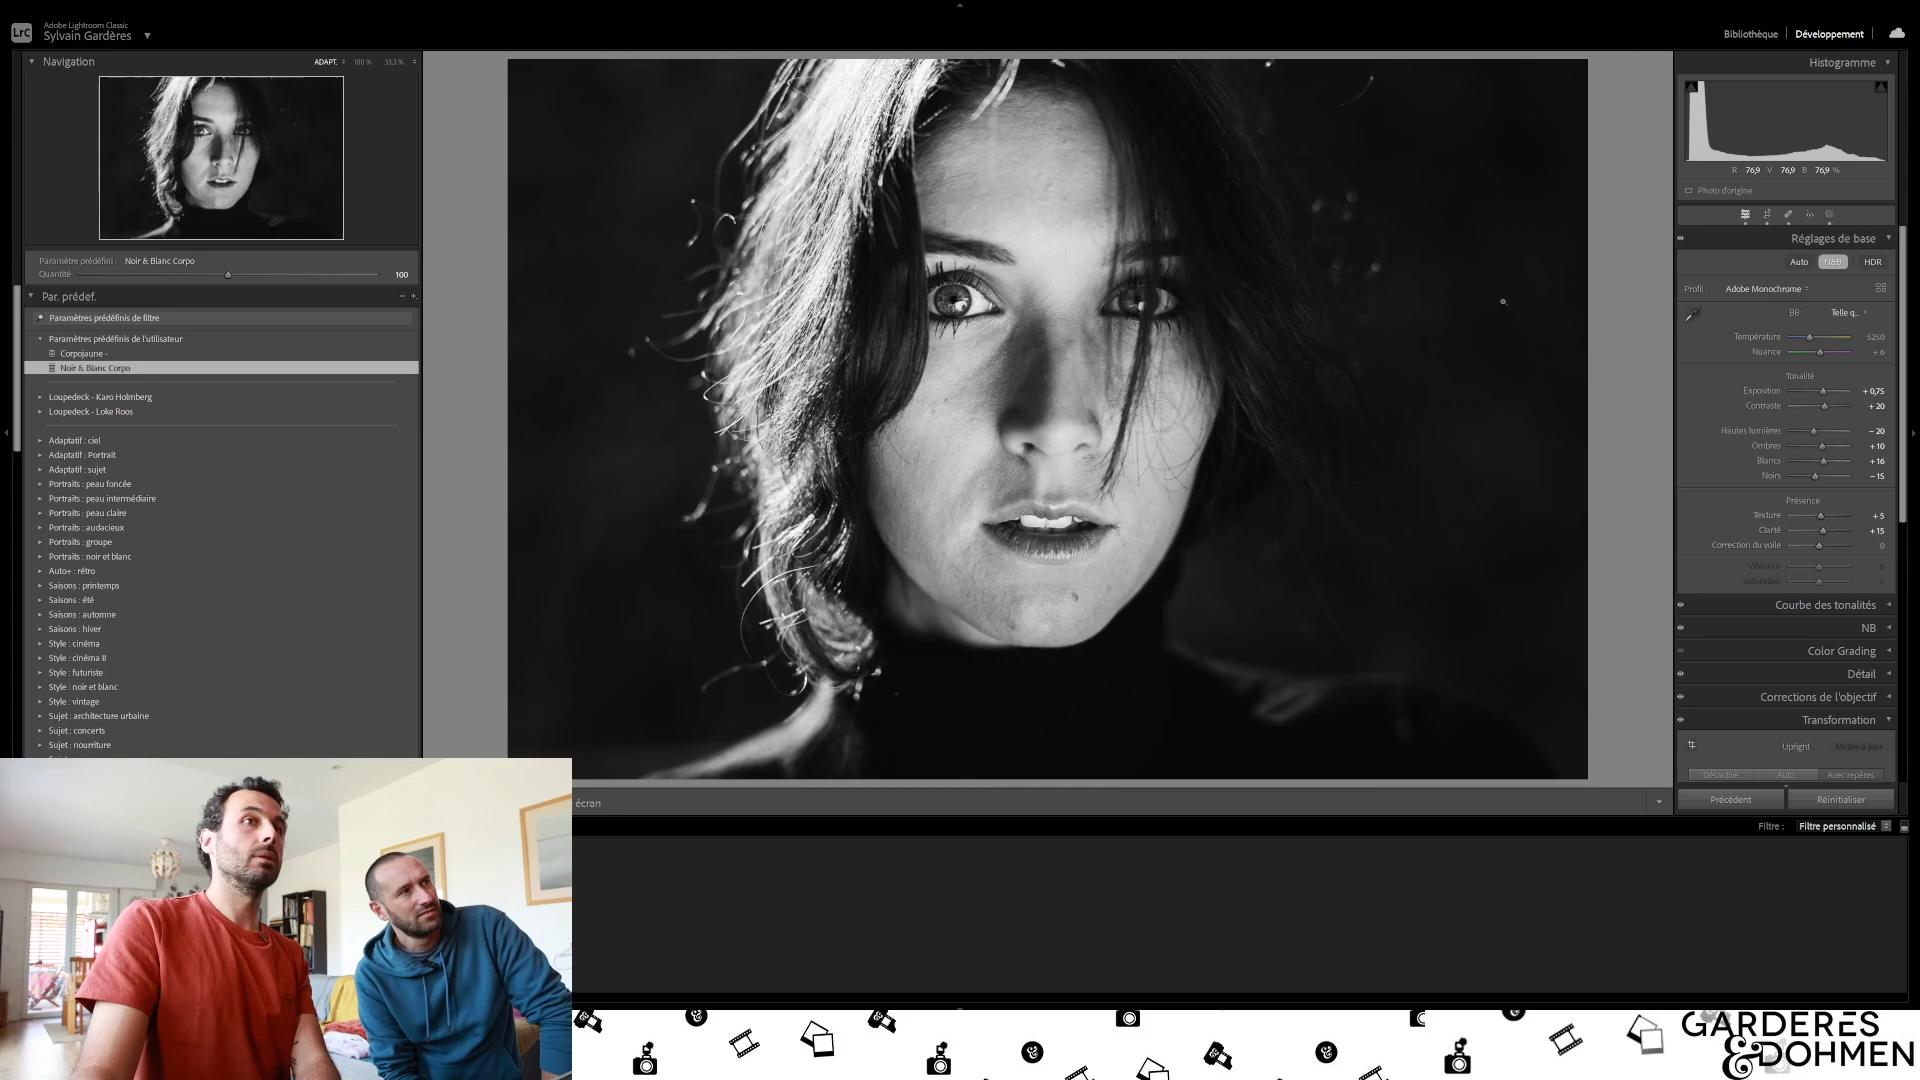 LrC
Adobe Lightroom Classic
Sylvain Gardères
Bibliothèque
Développement
Navigation
ADAPT.
100 %
33,3 %
Paramètre prédéfini :
Noir & Blanc Corpo
Quantité
100
Par. prédef.
Paramètres prédéfinis de filtre
Paramètres prédéfinis de l'utilisateur
Corpojaune -
Noir & Blanc Corpo
Loupedeck - Karo Holmberg
Loupedeck - Loke Roos
Adaptatif : ciel
Adaptatif : Portrait
Adaptatif : sujet
Portraits : peau foncée
Portraits : peau intermédiaire
Portraits : peau claire
Portraits : audacieux
Portraits : groupe
Portraits : noir et blanc
Auto+ : rétro
Saisons : printemps
Saisons : été
Saisons : automne
Saisons : hiver
Style : cinéma
Style : cinéma II
Style : futuriste
Style : noir et blanc
Style : vintage
Sujet : architecture urbaine
Sujet : concerts
Sujet : nourriture
écran
Histogramme
R 76,9 V 76,9 B 76,9 %
Photo d'origine
Réglages de base
Auto
N&B
HDR
Profil :
Adobe Monochrome
BB :
Telle q...
Température
5250
Nuance
+ 6
Tonalité
Exposition
+ 0,75
Contraste
+ 20
Hautes lumières
− 20
Ombres
+ 10
Blancs
+ 16
Noirs
− 15
Présence
Texture
+ 5
Clarté
+ 15
Correction du voile
0
Vibrance
0
Saturation
0
Courbe des tonalités
NB
Color Grading
Détail
Corrections de l'objectif
Transformation
Upright
Mettre à jour
Désactivé
Auto
Avec repères
Précédent
Réinitialiser
Filtre :
Filtre personnalisé
GARDERES
&DOHMEN